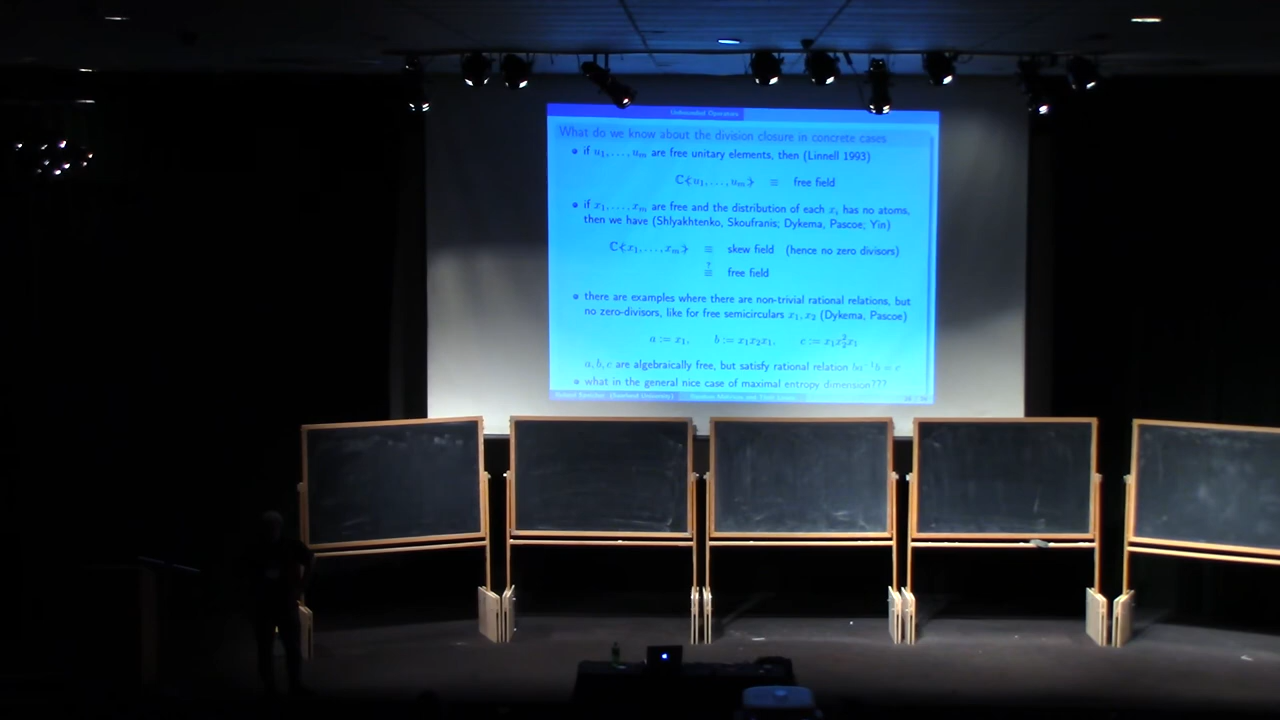 Unbounded Operators
What do we know about the division closure in concrete cases
if u₁, . . . , uₘ are free unitary elements, then (Linnell 1993)
ℂ⦓u₁, . . . , uₘ⦔ ≡ free field
if x₁, . . . , xₘ are free and the distribution of each xᵢ has no atoms,
then we have (Shlyakhtenko, Skoufranis; Dykema, Pascoe; Yin)
ℂ⦓x₁, . . . , xₘ⦔ ≡ skew field (hence no zero divisors)
?
≡ free field
there are examples where there are non-trivial rational relations, but
no zero-divisors, like for free semicirculars x₁, x₂ (Dykema, Pascoe)
a := x₁, b := x₁x₂x₁, c := x₁x₂²x₁
a, b, c are algebraically free, but satisfy rational relation ba⁻¹b = c
what in the general nice case of maximal entropy dimension???